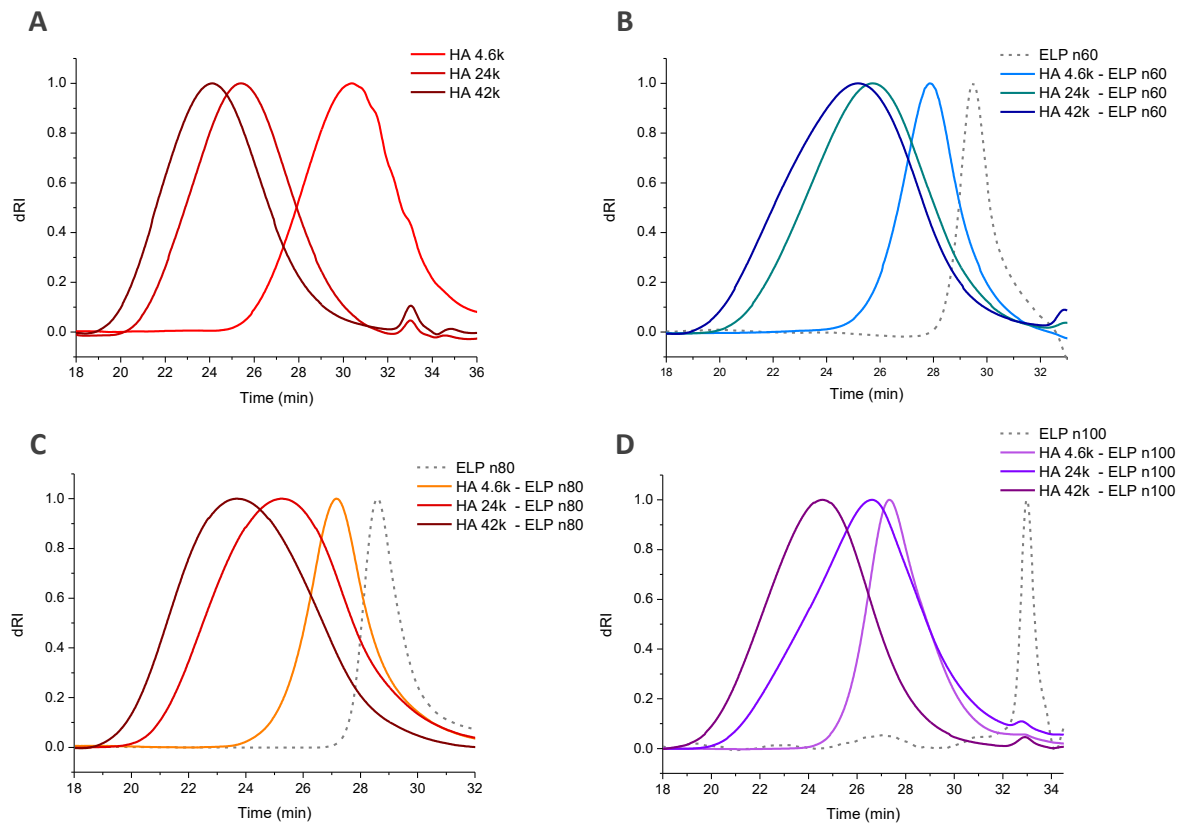 A
HA 4.6k
HA 24k
HA 42k
1.0
0.8
0.6
0.4
0.2
0.0
dRI
18 20 22 24 26 28 30 32 34 36
Time (min)
B
ELP n60
HA 4.6k - ELP n60
HA 24k - ELP n60
HA 42k - ELP n60
1.0
0.8
0.6
0.4
0.2
0.0
dRI
18 20 22 24 26 28 30 32
Time (min)
C
ELP n80
HA 4.6k - ELP n80
HA 24k - ELP n80
HA 42k - ELP n80
1.0
0.8
0.6
0.4
0.2
0.0
dRI
18 20 22 24 26 28 30 32
Time (min)
D
ELP n100
HA 4.6k - ELP n100
HA 24k - ELP n100
HA 42k - ELP n100
1.0
0.8
0.6
0.4
0.2
0.0
dRI
18 20 22 24 26 28 30 32 34
Time (min)